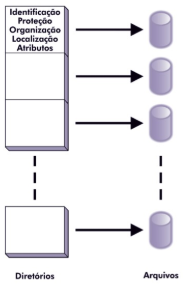 Identificação
Proteção
Organização
Localização
Atributos
Diretórios
Arquivos